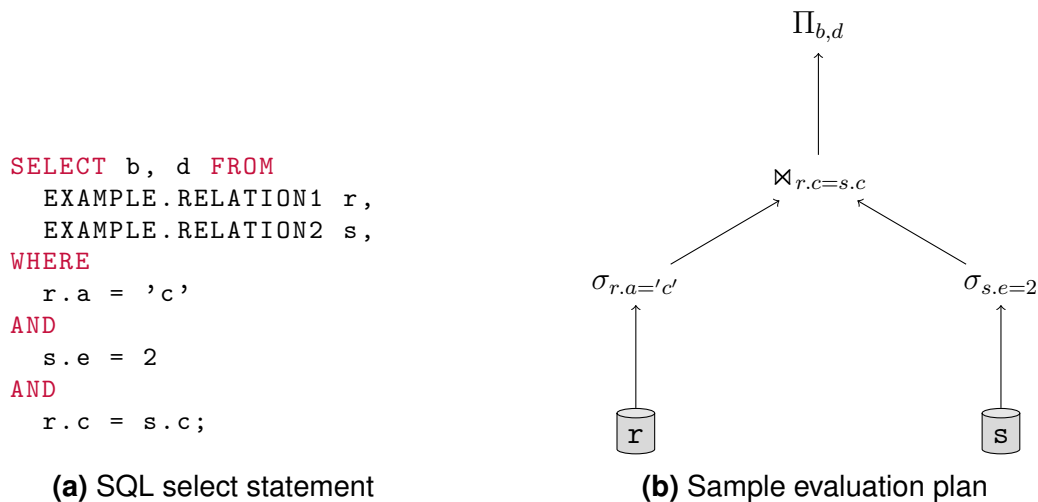 SELECT b, d FROM
EXAMPLE.RELATION1 r,
EXAMPLE.RELATION2 s,
WHERE
r.a = 'c'
AND
s.e = 2
AND
r.c = s.c;
(a) SQL select statement
Π_{b,d}
⋈_{r.c=s.c}
σ_{r.a='c'}
σ_{s.e=2}
r
s
(b) Sample evaluation plan